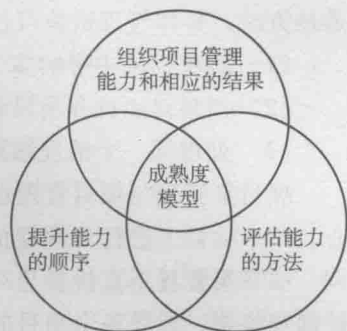 组织项目管理
能力和相应的结果
成熟度
模型
提升能力
的顺序
评估能力
的方法